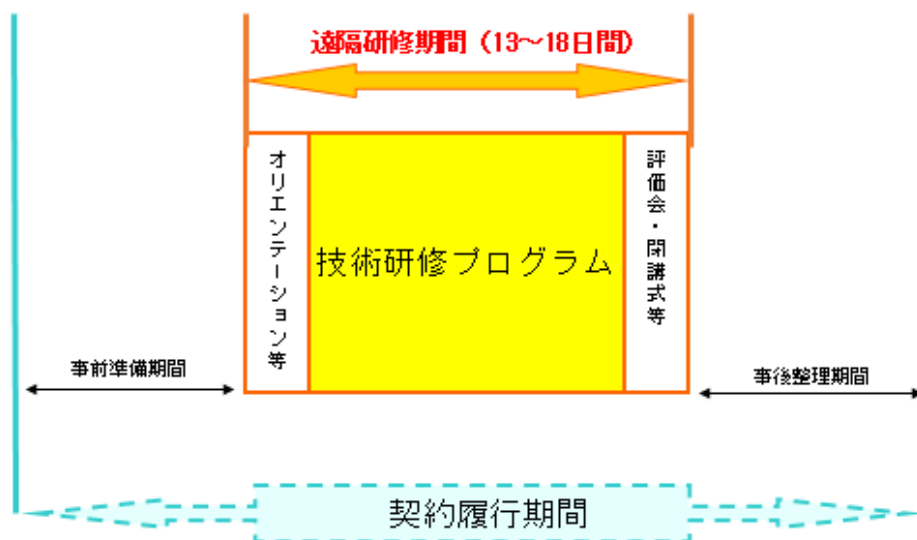 遠隔研修期間（13～18日間）
オリエンテーション等
技術研修プログラム
評価会・閉講式等
事前準備期間
事後整理期間
契約履行期間